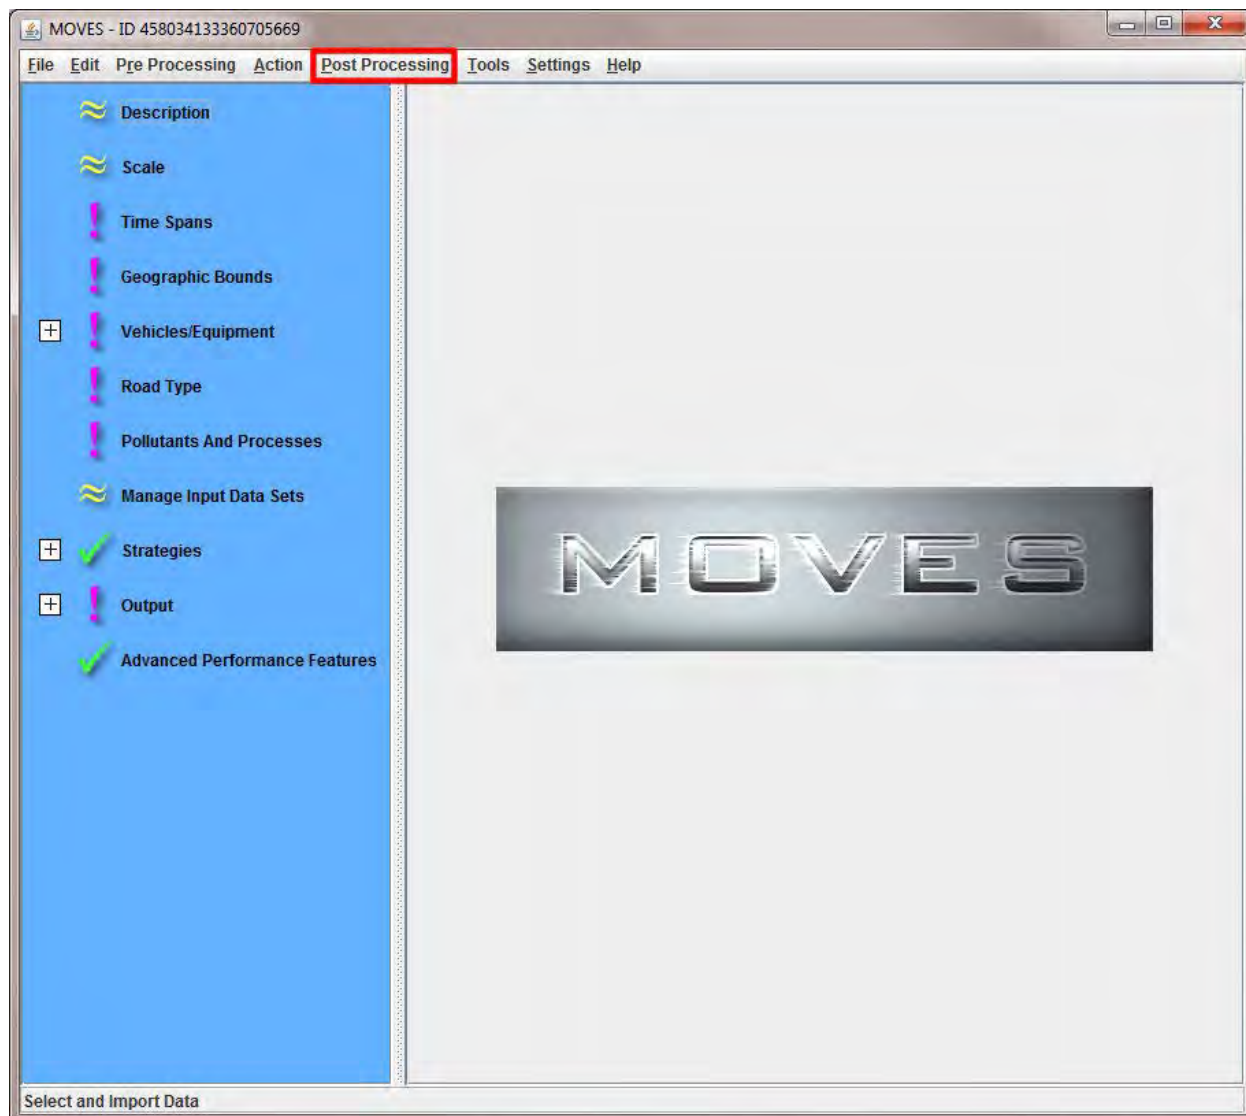 MOVES - ID 458034133360705669
File Edit Pre Processing Action Post Processing Tools Settings Help
Description
Scale
Time Spans
Geographic Bounds
Vehicles/Equipment
Road Type
Pollutants And Processes
Manage Input Data Sets
Strategies
Output
Advanced Performance Features
MOVES
Select and Import Data